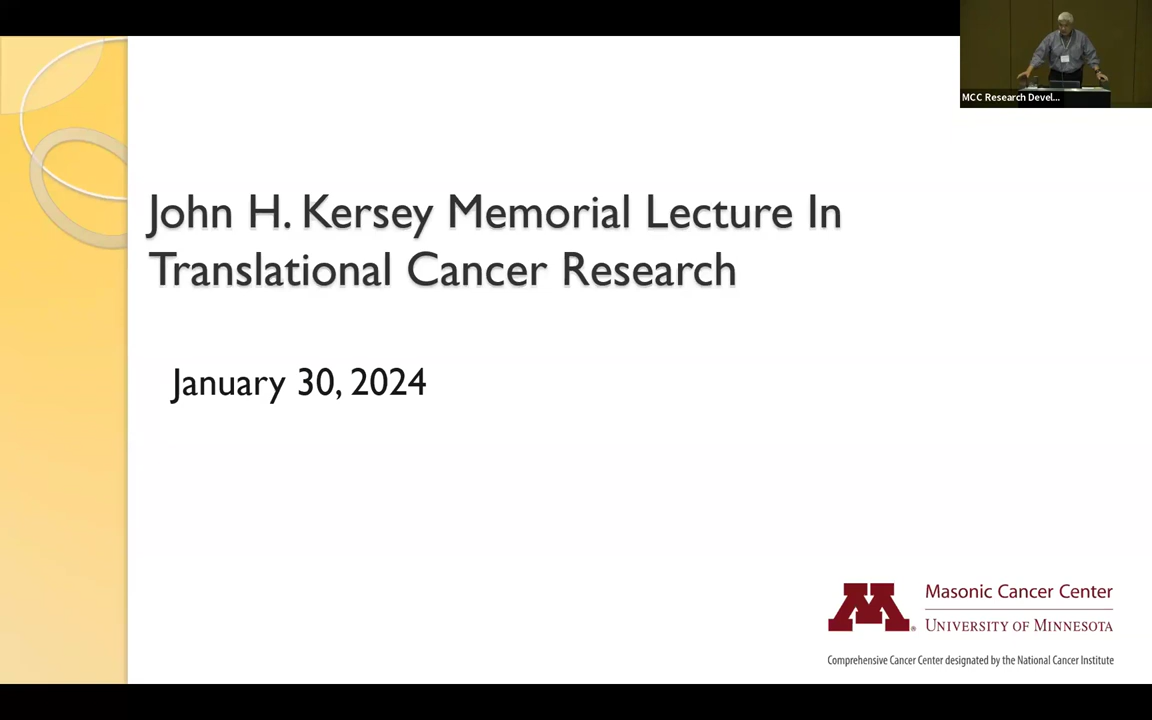 MCC Research Devel...
John H. Kersey Memorial Lecture In
Translational Cancer Research
January 30, 2024
Masonic Cancer Center
UNIVERSITY OF MINNESOTA
Comprehensive Cancer Center designated by the National Cancer Institute